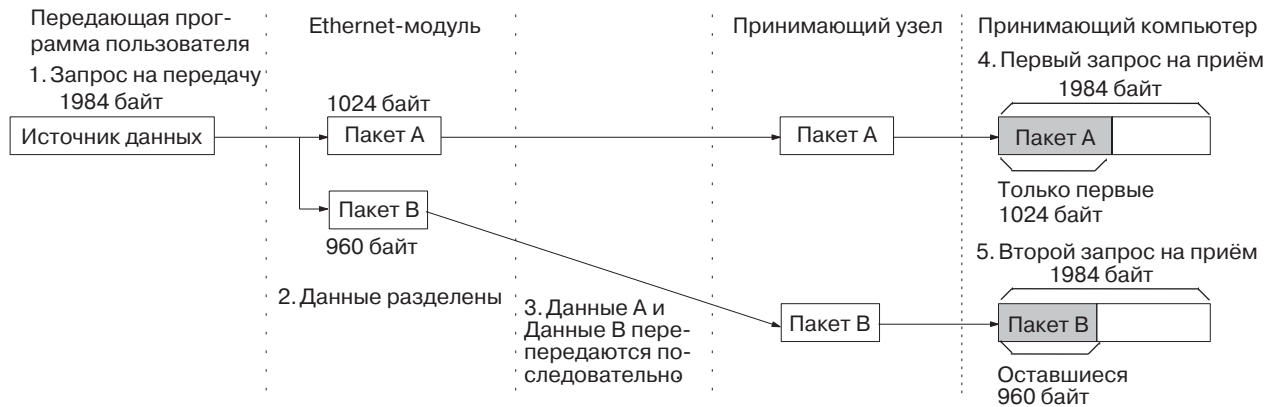 Передающая прог-
рамма пользователя
Ethernet-модуль
Принимающий узел
Принимающий компьютер
1. Запрос на передачу
1984 байт
Источник данных
1024 байт
Пакет A
Пакет B
960 байт
2. Данные разделены
3. Данные A и
Данные B пере-
передаются по-
следовательно.
Пакет A
Пакет B
4. Первый запрос на приём
1984 байт
Пакет A
Только первые
1024 байт
5. Второй запрос на приём
1984 байт
Пакет B
Оставшиеся
960 байт